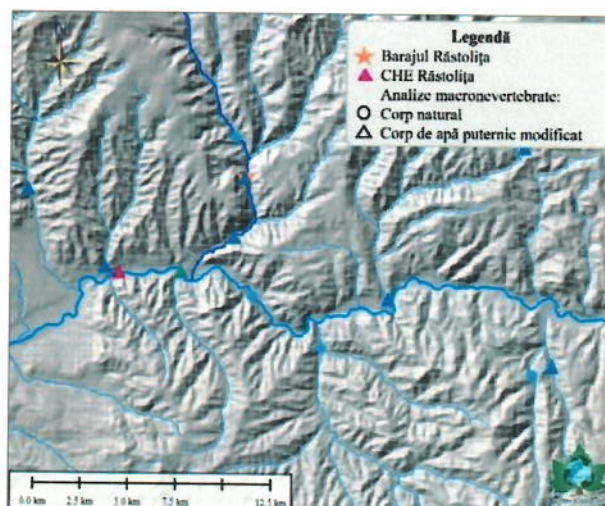 N
Legendă
Barajul Răstolița
CHE Răstolița
Analize macronevertebrate:
Corp natural
Corp de apă puternic modificat
0.0 km 2.5 km 5.0 km 7.5 km 12.5 km